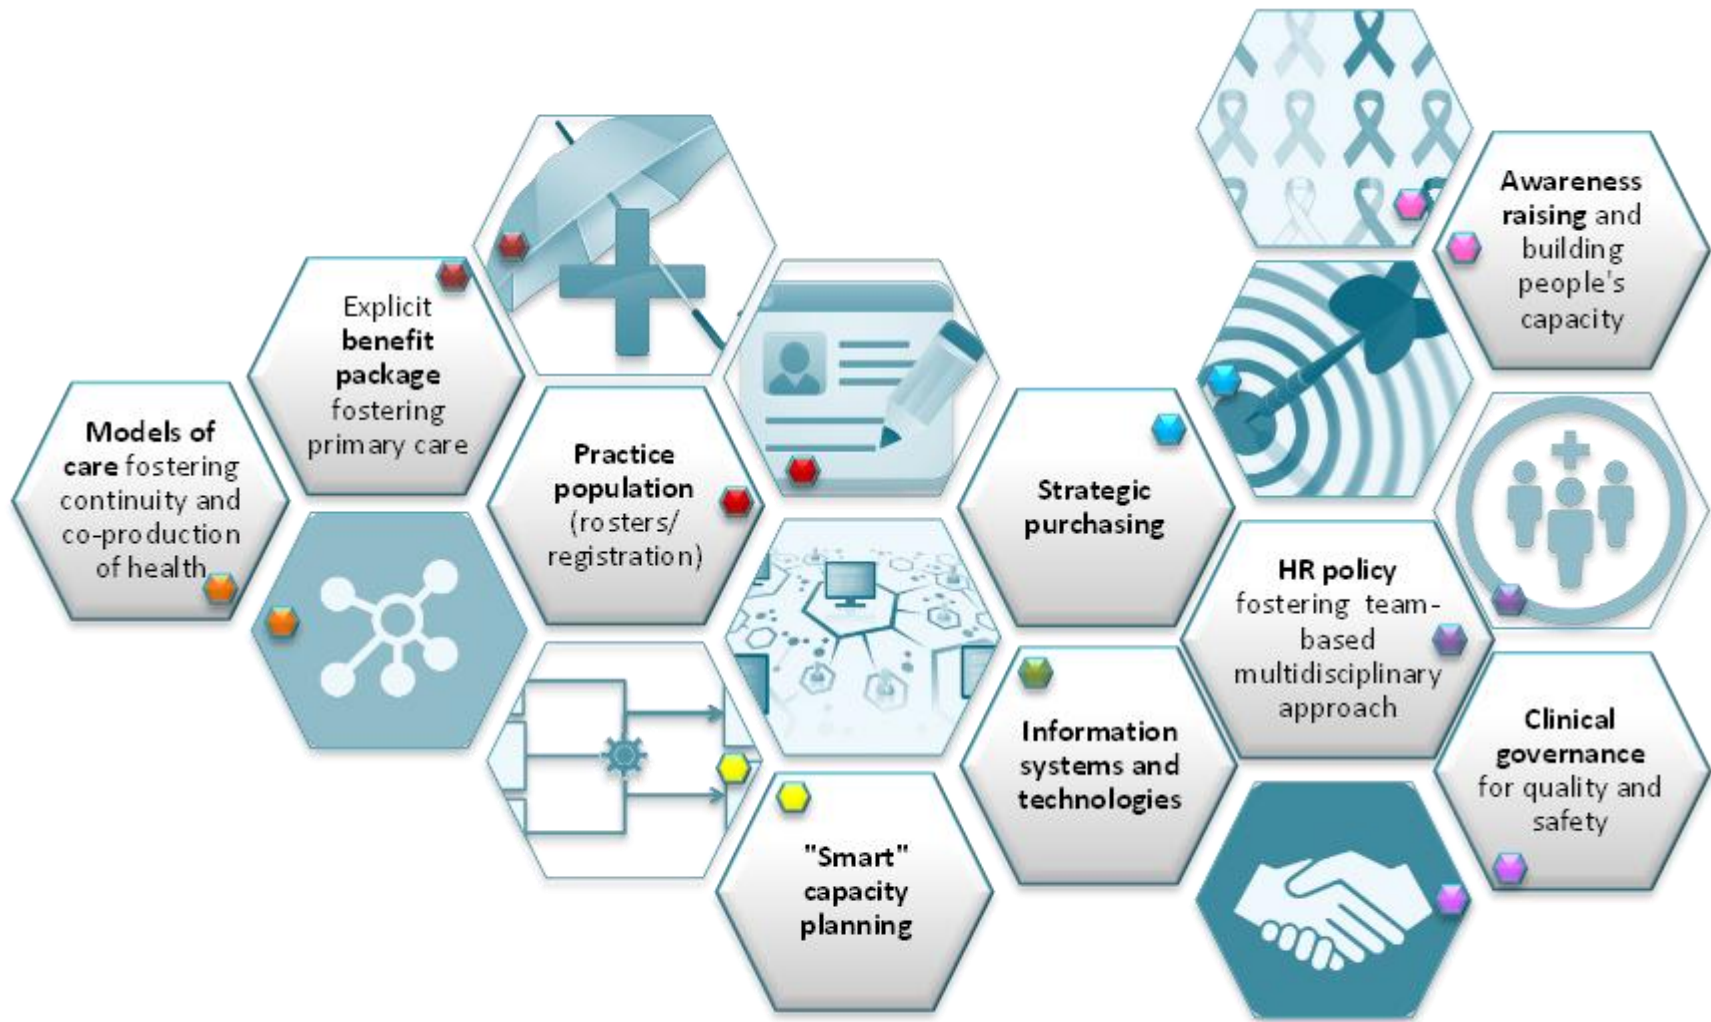 Models of
care fostering
continuity and
co-production
of health
Explicit
benefit
package
fostering
primary care
Practice
population
(rosters/
registration)
"Smart"
capacity
planning
Strategic
purchasing
Information
systems and
technologies
HR policy
fostering team-
based
multidisciplinary
approach
Awareness
raising and
building
people's
capacity
Clinical
governance
for quality and
safety